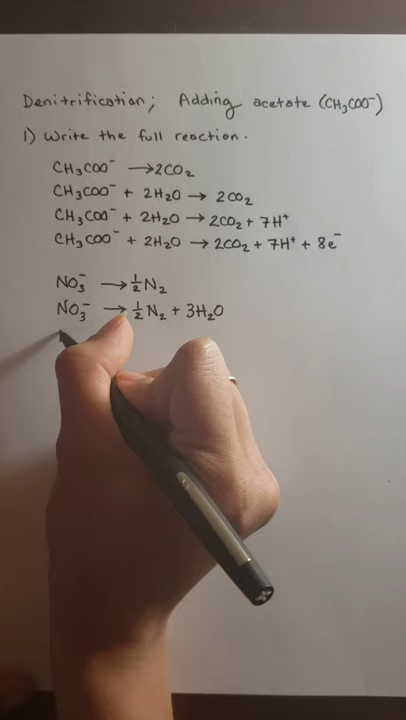 Denitrification; Adding acetate (CH₃COO⁻)
1) Write the full reaction.
CH₃COO⁻ → 2CO₂
CH₃COO⁻ + 2H₂O → 2CO₂
CH₃COO⁻ + 2H₂O → 2CO₂ + 7H⁺
CH₃COO⁻ + 2H₂O → 2CO₂ + 7H⁺ + 8e⁻
NO₃⁻ → ½N₂
NO₃⁻ → ½N₂ + 3H₂O